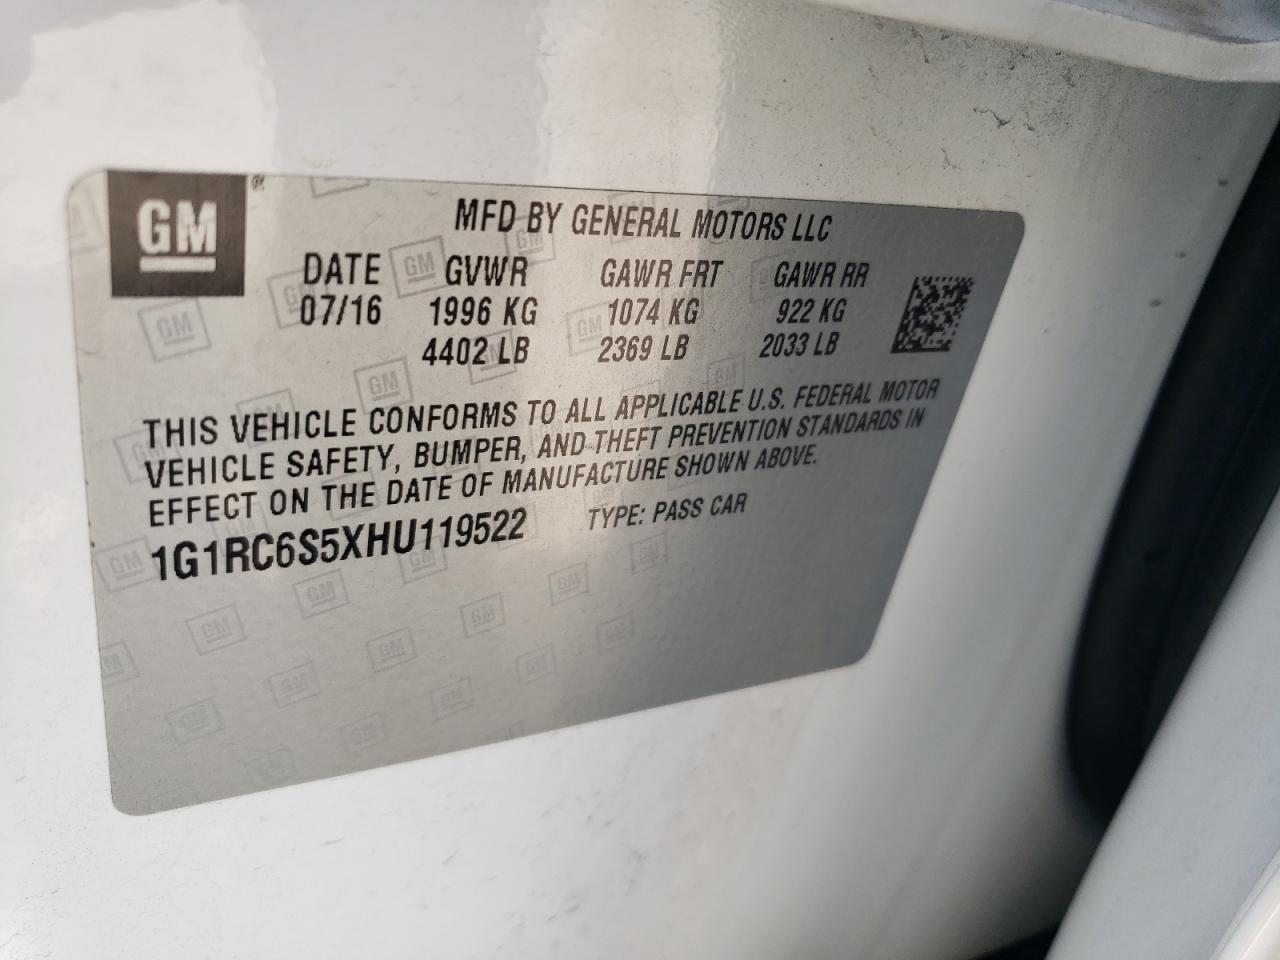 GM ®
MFD BY GENERAL MOTORS LLC
DATE GVWR GAWR FRT GAWR RR
07/16 1996 KG 1074 KG 922 KG
4402 LB 2369 LB 2033 LB
THIS VEHICLE CONFORMS TO ALL APPLICABLE U.S. FEDERAL MOTOR
VEHICLE SAFETY, BUMPER, AND THEFT PREVENTION STANDARDS IN
EFFECT ON THE DATE OF MANUFACTURE SHOWN ABOVE.
1G1RC6S5XHU119522 TYPE: PASS CAR